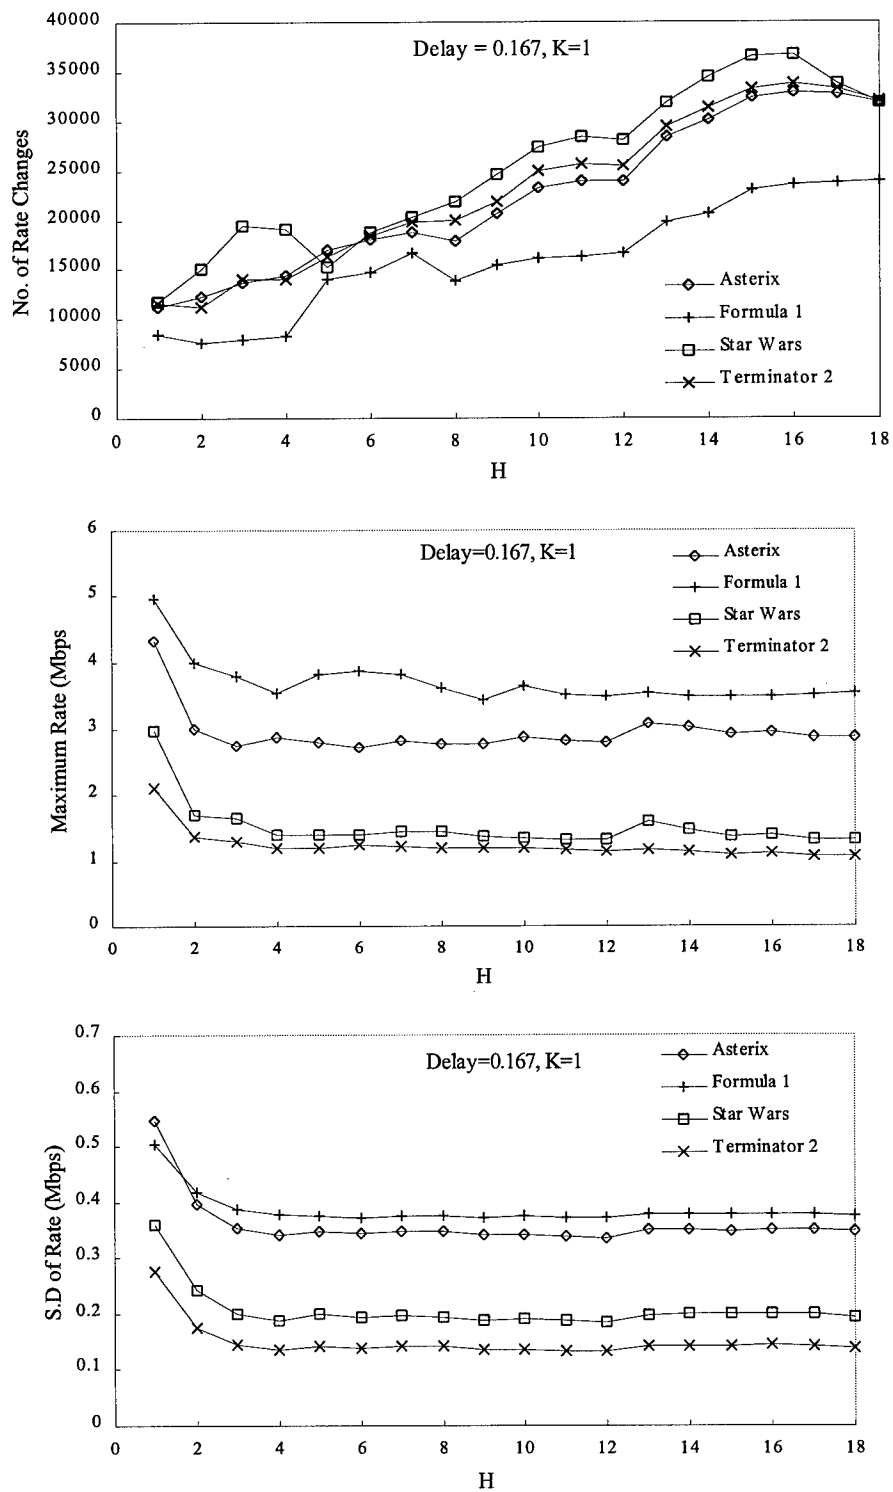 Delay = 0.167, K=1
No. of Rate Changes
40000
35000
30000
25000
20000
15000
10000
5000
0
Asterix
Formula 1
Star Wars
Terminator 2
0 2 4 6 8 10 12 14 16 18
H
Delay=0.167, K=1
Maximum Rate (Mbps
6
5
4
3
2
1
0
Asterix
Formula 1
Star Wars
Terminator 2
0 2 4 6 8 10 12 14 16 18
H
Delay=0.167, K=1
S.D of Rate (Mbps)
0.7
0.6
0.5
0.4
0.3
0.2
0.1
0
Asterix
Formula 1
Star Wars
Terminator 2
0 2 4 6 8 10 12 14 16 18
H